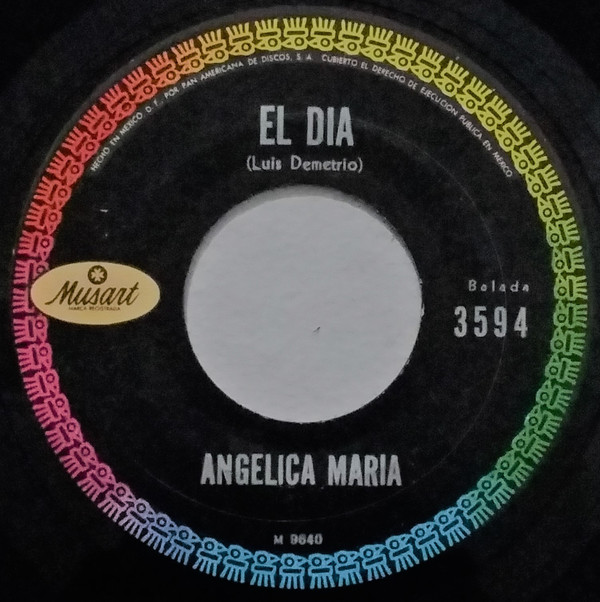 HECHO EN MEXICO D. F., POR PAN AMERICANA DE DISCOS, S. A. CUBIERTO EL DERECHO DE EJECUCION PUBLICA EN MEXICO
EL DIA
(Luis Demetrio)
Musart
MARCA REGISTRADA
Balada
3594
ANGELICA MARIA
M 9640